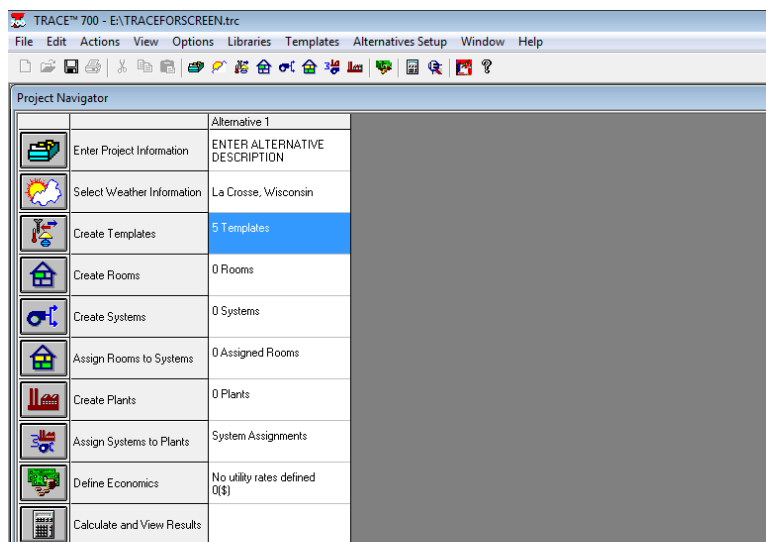 TRACE™ 700 - E:\TRACEFORSCREEN.trc
File Edit Actions View Options Libraries Templates Alternatives Setup Window Help
Project Navigator
Alternative 1
Enter Project Information
ENTER ALTERNATIVE
DESCRIPTION
Select Weather Information
La Crosse, Wisconsin
Create Templates
5 Templates
Create Rooms
0 Rooms
Create Systems
0 Systems
Assign Rooms to Systems
0 Assigned Rooms
Create Plants
0 Plants
Assign Systems to Plants
System Assignments
Define Economics
No utility rates defined
0($)
Calculate and View Results